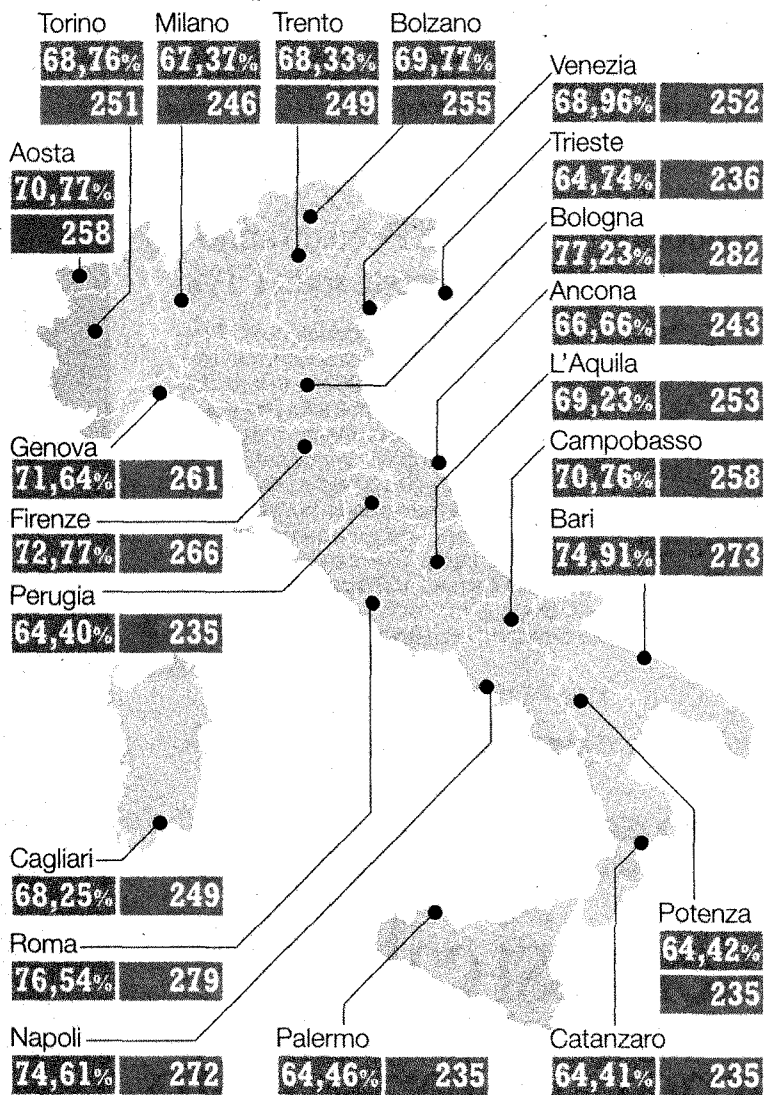 Torino
68,76%
251
Milano
67,37%
246
Trento
68,33%
249
Bolzano
69,77%
255
Aosta
70,77%
258
Venezia
68,96% 252
Trieste
64,74% 236
Bologna
77,23% 282
Ancona
66,66% 243
L'Aquila
69,23% 253
Campobasso
70,76% 258
Bari
74,91% 273
Genova
71,64% 261
Firenze
72,77% 266
Perugia
64,40% 235
Cagliari
68,25% 249
Roma
76,54% 279
Napoli
74,61% 272
Palermo
64,46% 235
Catanzaro
64,41% 235
Potenza
64,42%
235